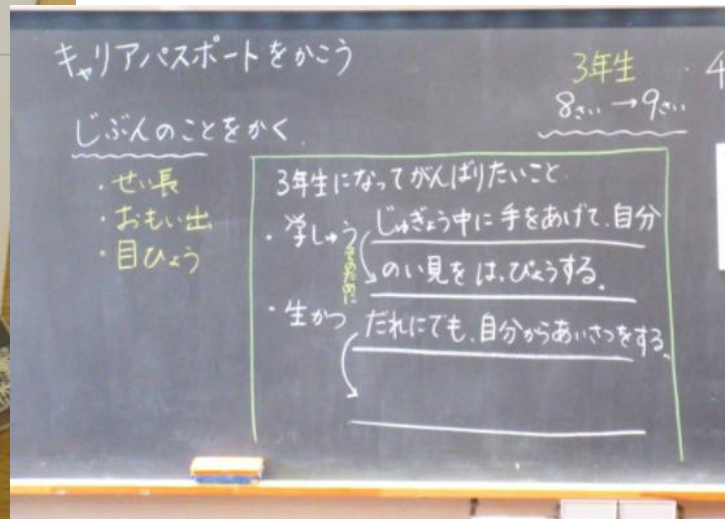 キャリアパスポートをかこう
3年生
8さい→9さい
じぶんのことをかく
・せい長
・おもい出
・目ひょう
3年生になってがんばりたいこと
・学しゅう じゅぎょう中に手をあげて、自分
のい見をはっぴょうする。
そのために
・生かつ だれにでも、自分からあいさつをする。
4